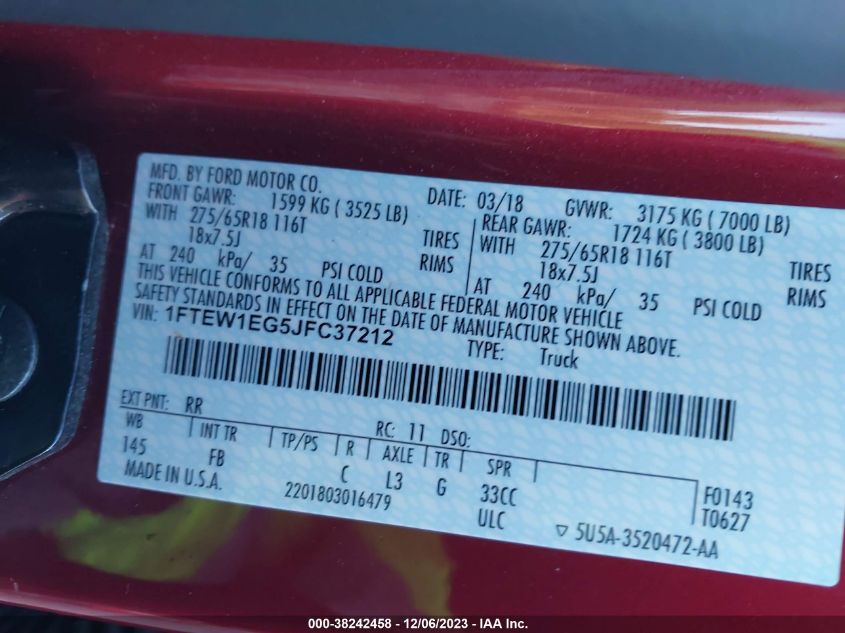 MFD. BY FORD MOTOR CO.
DATE: 03/18 GVWR: 3175 KG ( 7000 LB)
FRONT GAWR: 1599 KG ( 3525 LB) REAR GAWR: 1724 KG ( 3800 LB)
WITH 275/65R18 116T TIRES WITH 275/65R18 116T TIRES
18x7.5J RIMS 18x7.5J RIMS
AT 240 kPa/ 35 PSI COLD AT 240 kPa/ 35 PSI COLD
THIS VEHICLE CONFORMS TO ALL APPLICABLE FEDERAL MOTOR VEHICLE
SAFETY STANDARDS IN EFFECT ON THE DATE OF MANUFACTURE SHOWN ABOVE.
VIN: 1FTEW1EG5JFC37212 TYPE: Truck
EXT PNT: RR RC: 11 DSO:
WB INT TR TP/PS R AXLE TR SPR
145 FB C L3 G 33CC F0143
MADE IN U.S.A. 2201803016479 ULC T0627
5U5A-3520472-AA
000-38242458 - 12/06/2023 - IAA Inc.